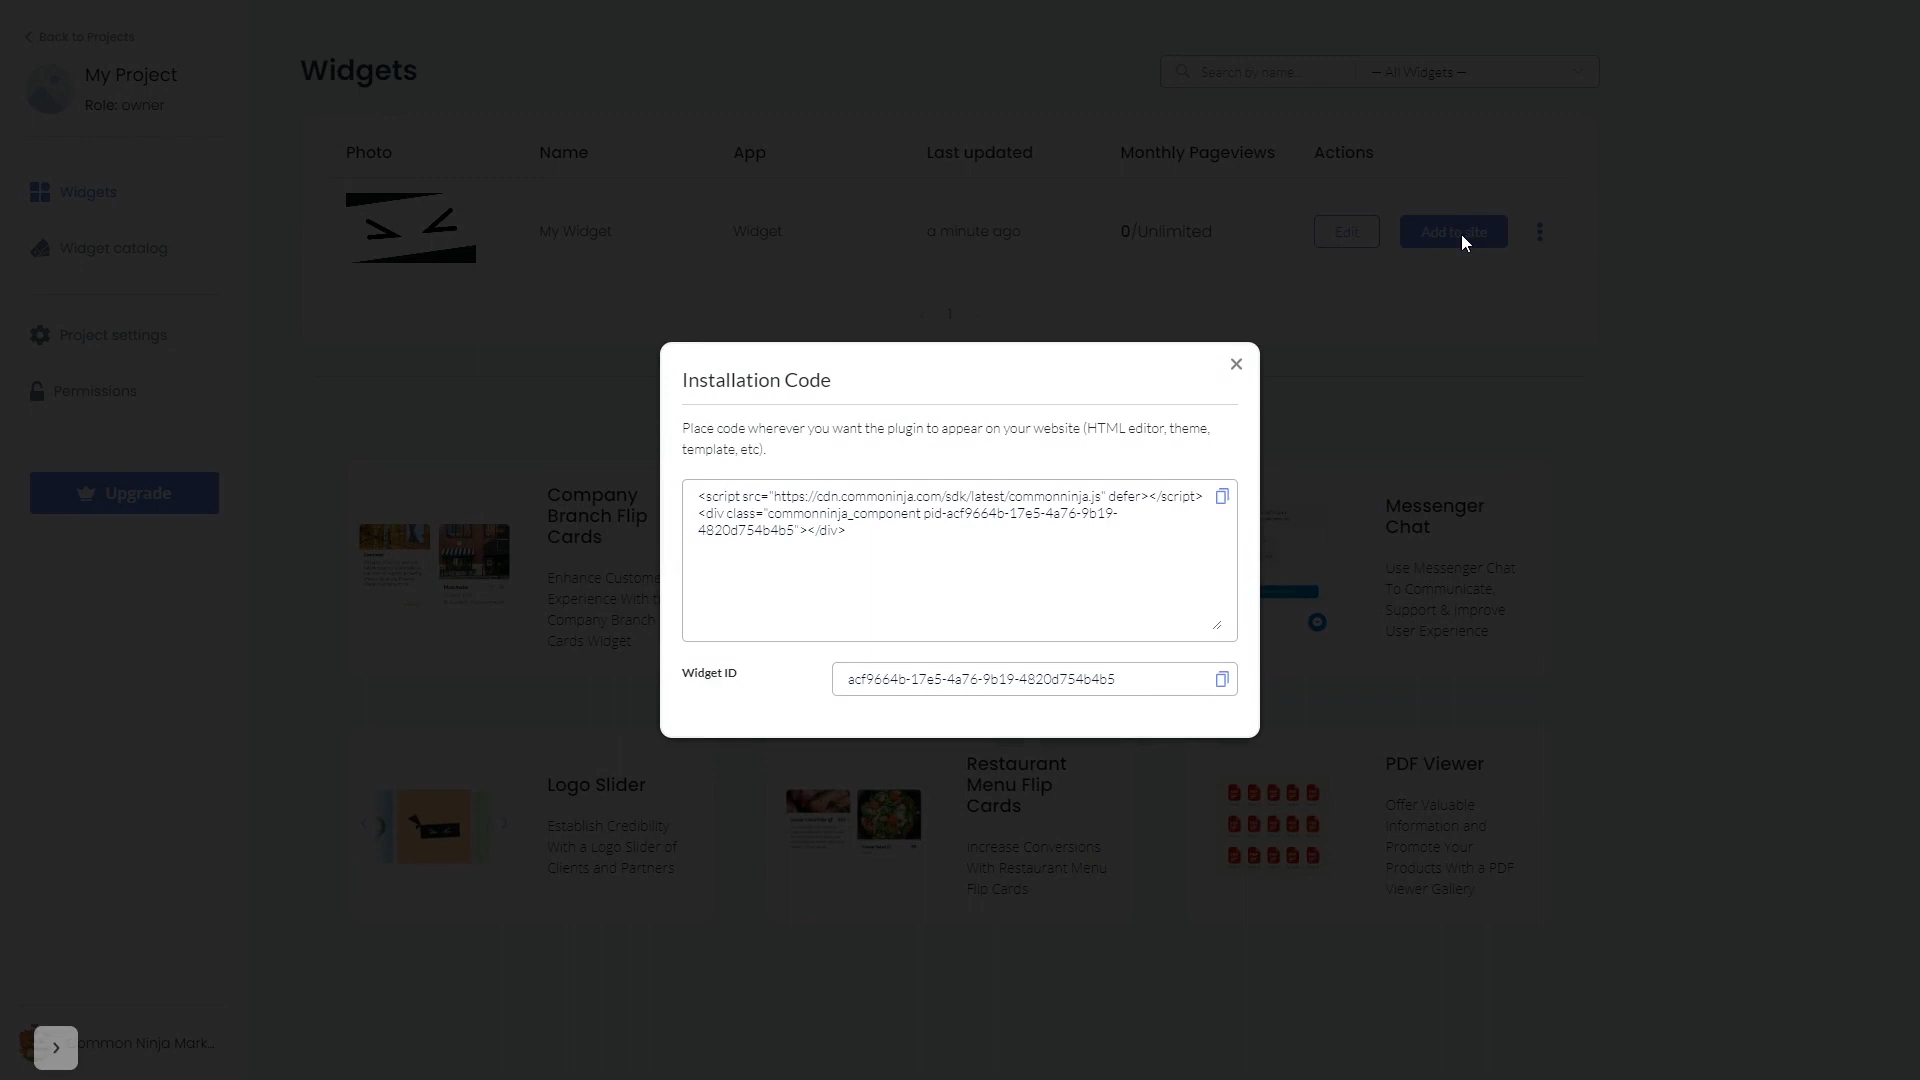 Back to Projects
My Project
Role: owner
Widgets
Widget catalog
Project settings
Permissions
Upgrade
Widgets
Search by name...
— All Widgets —
Photo
Name
App
Last updated
Monthly Pageviews
Actions
My Widget
Widget
a minute ago
0/Unlimited
Edit
Add to site
1
Installation Code
Place code wherever you want the plugin to appear on your website (HTML editor, theme,
template, etc).
<script src="https://cdn.commoninja.com/sdk/latest/commonninja.js" defer></script>
<div class="commonninja_component pid-acf9664b-17e5-4a76-9b19-
4820d754b4b5"></div>
Widget ID
acf9664b-17e5-4a76-9b19-4820d754b4b5
Company
Branch Flip
Cards
Enhance Custome
Experience With
Company Branch
Cards Widget
Messenger
Chat
Use Messenger Chat
To Communicate,
Support & Improve
User Experience
Logo Slider
Establish Credibility
With a Logo Slider of
Clients and Partners
Restaurant
Menu Flip
Cards
Increase Conversions
With Restaurant Menu
Flip Cards
PDF Viewer
Offer Valuable
Information and
Promote Your
Products With a PDF
Viewer Gallery
ommon Ninja Mark...